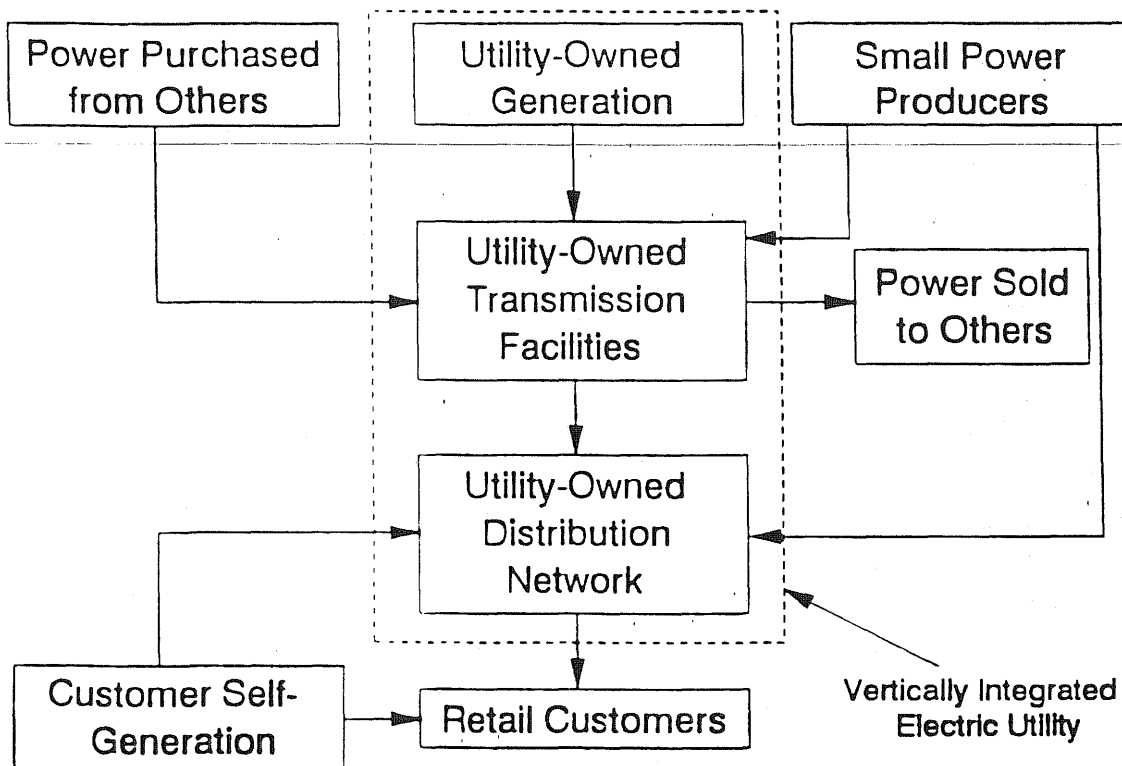 Power Purchased
from Others
Utility-Owned
Generation
Small Power
Producers
Utility-Owned
Transmission
Facilities
Power Sold
to Others
Utility-Owned
Distribution
Network
Customer Self-
Generation
Retail Customers
Vertically Integrated
Electric Utility